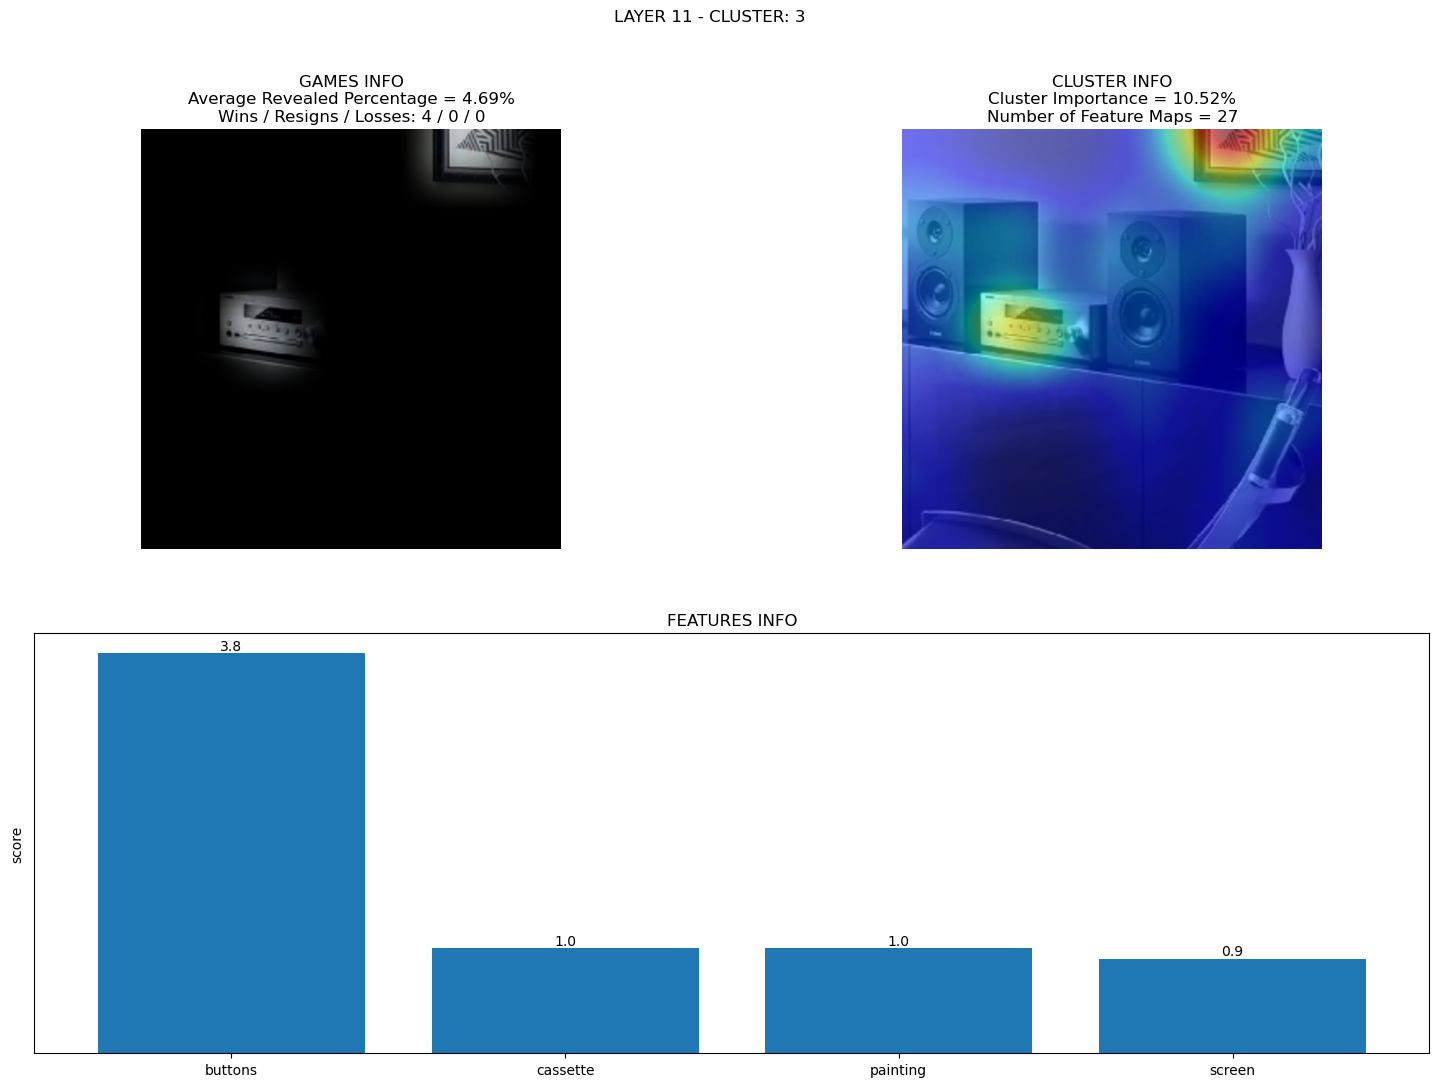 LAYER 11 - CLUSTER: 3
GAMES INFO
Average Revealed Percentage = 4.69%
Wins / Resigns / Losses: 4 / 0 / 0
CLUSTER INFO
Cluster Importance = 10.52%
Number of Feature Maps = 27
FEATURES INFO
score
3.8
1.0
1.0
0.9
buttons
cassette
painting
screen